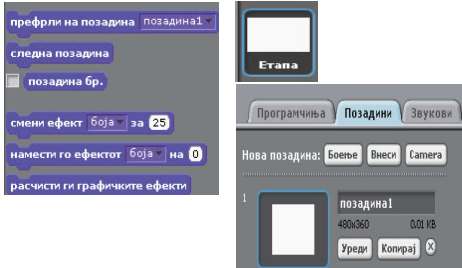 префрли на позадина позадина1
следна позадина
позадина бр.
смени ефект боја за 25
намести го ефектот боја на 0
расчисти ги графичките ефекти
Етапа
Програмчиња Позадини Звукови
Нова позадина: Боење Внеси Camera
1
позадина1
480x360 0.01 KB
Уреди Копирај X